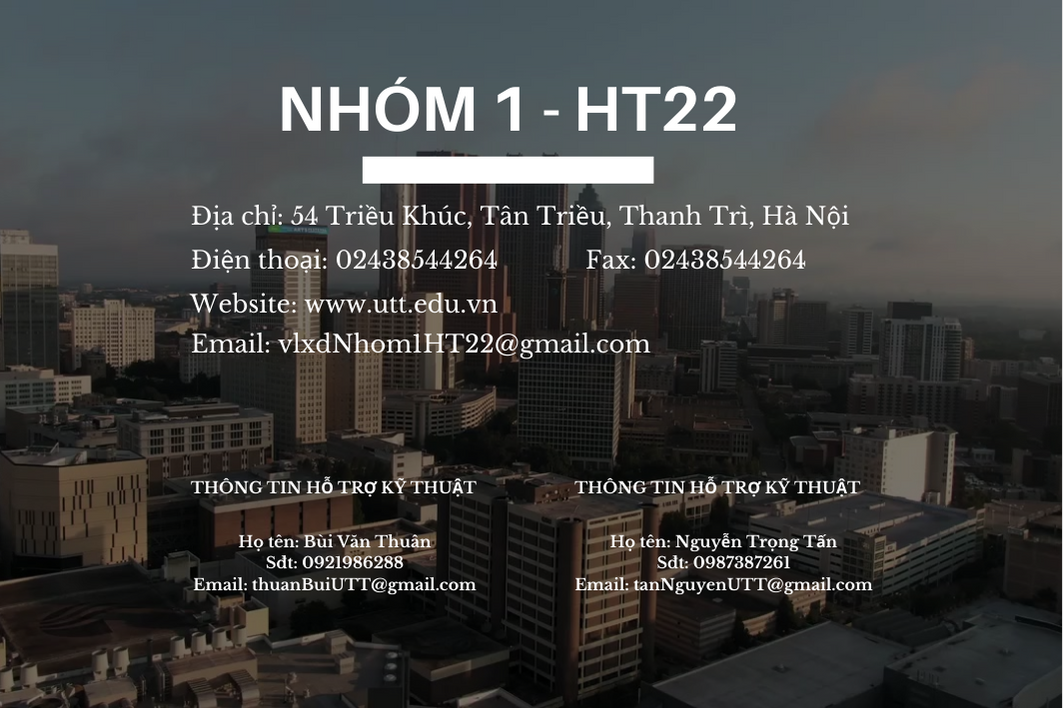 NHÓM 1 - HT22
Địa chỉ: 54 Triều Khúc, Tân Triều, Thanh Trì, Hà Nội
Điện thoại: 02438544264 Fax: 02438544264
Website: www.utt.edu.vn
Email: vlxdNhom1HT22@gmail.com
THÔNG TIN HỖ TRỢ KỸ THUẬT
Họ tên: Bùi Văn Thuân
Sđt: 0921986288
Email: thuanBuiUTT@gmail.com
THÔNG TIN HỖ TRỢ KỸ THUẬT
Họ tên: Nguyễn Trọng Tấn
Sđt: 0987387261
Email: tanNguyenUTT@gmail.com